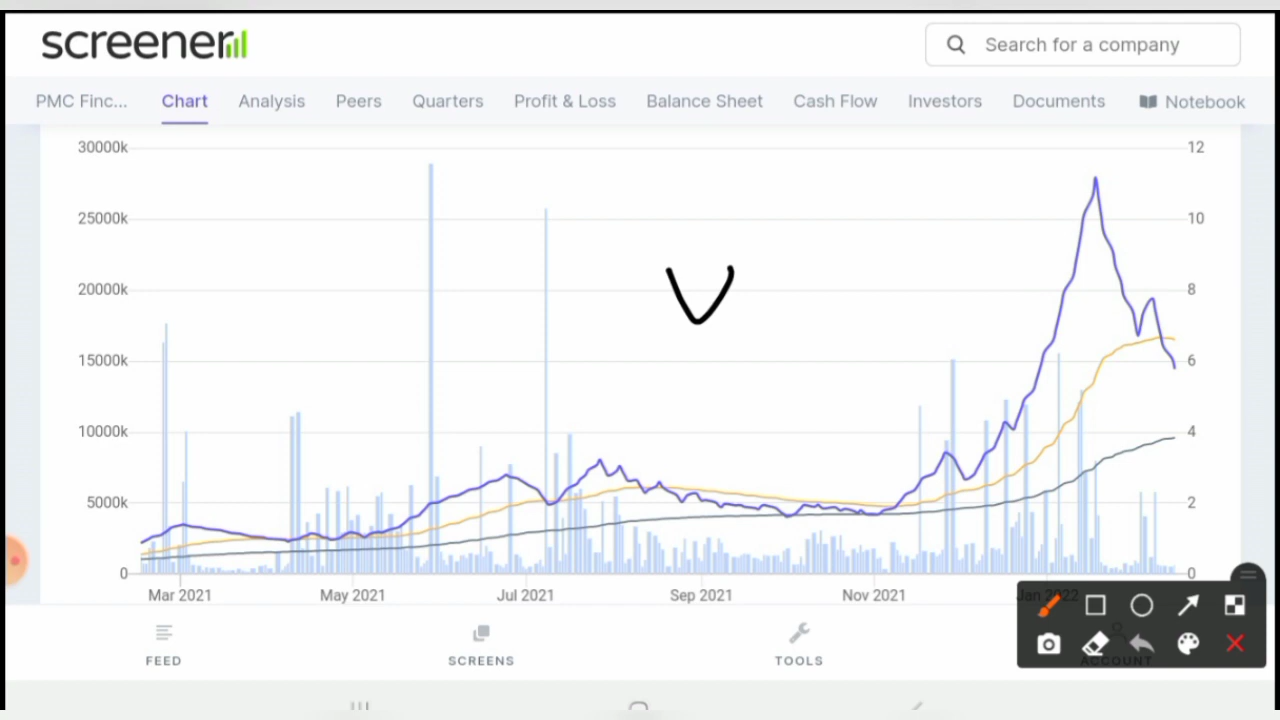 screener
Search for a company
PMC Finc... Chart Analysis Peers Quarters Profit & Loss Balance Sheet Cash Flow Investors Documents Notebook
30000k 12
25000k 10
20000k 8
15000k 6
10000k 4
5000k 2
0 0
Mar 2021 May 2021 Jul 2021 Sep 2021 Nov 2021 Jan 2022
FEED SCREENS TOOLS ACCOUNT